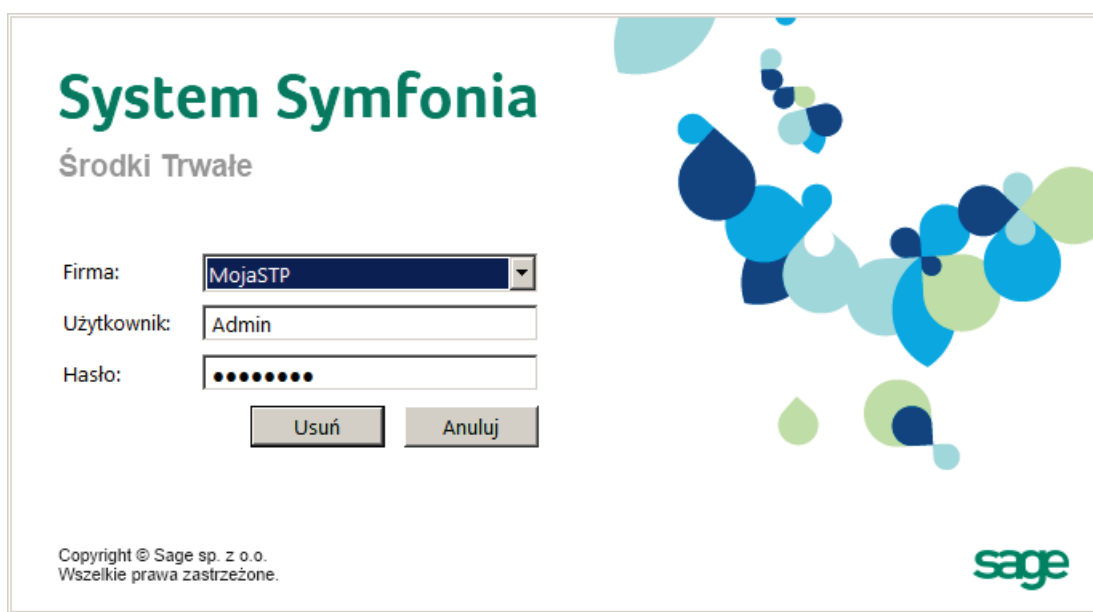 System Symfonia
Środki Trwałe
Firma: MojaSTP
Użytkownik: Admin
Hasło: ●●●●●●●●
Usuń Anuluj
Copyright © Sage sp. z o.o.
Wszelkie prawa zastrzeżone.
sage